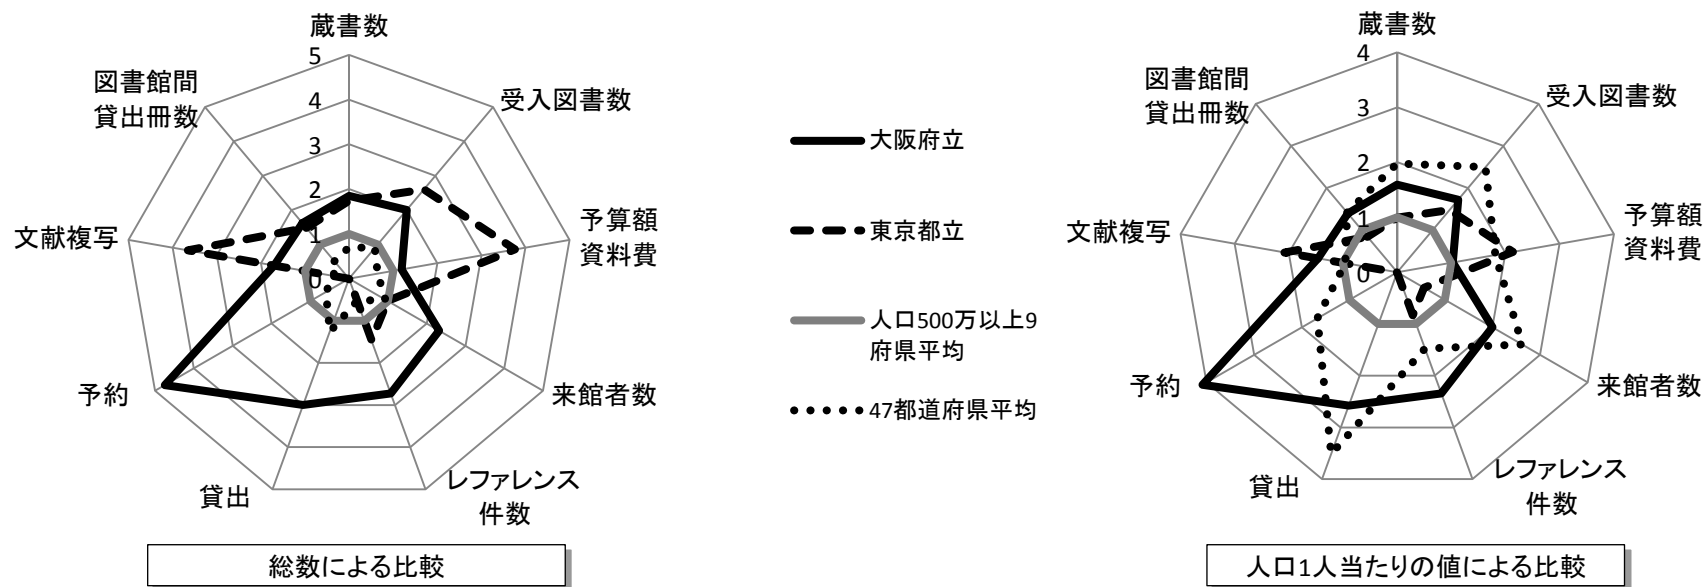 蔵書数
5
4
3
2
1
0
図書館間
貸出冊数
受入図書数
文献複写
予算額
資料費
予約
来館者数
貸出
レファレンス
件数
総数による比較
大阪府立
東京都立
人口500万以上9
府県平均
47都道府県平均
蔵書数
4
3
2
1
0
図書館間
貸出冊数
受入図書数
文献複写
予算額
資料費
予約
来館者数
貸出
レファレンス
件数
人口1人当たりの値による比較